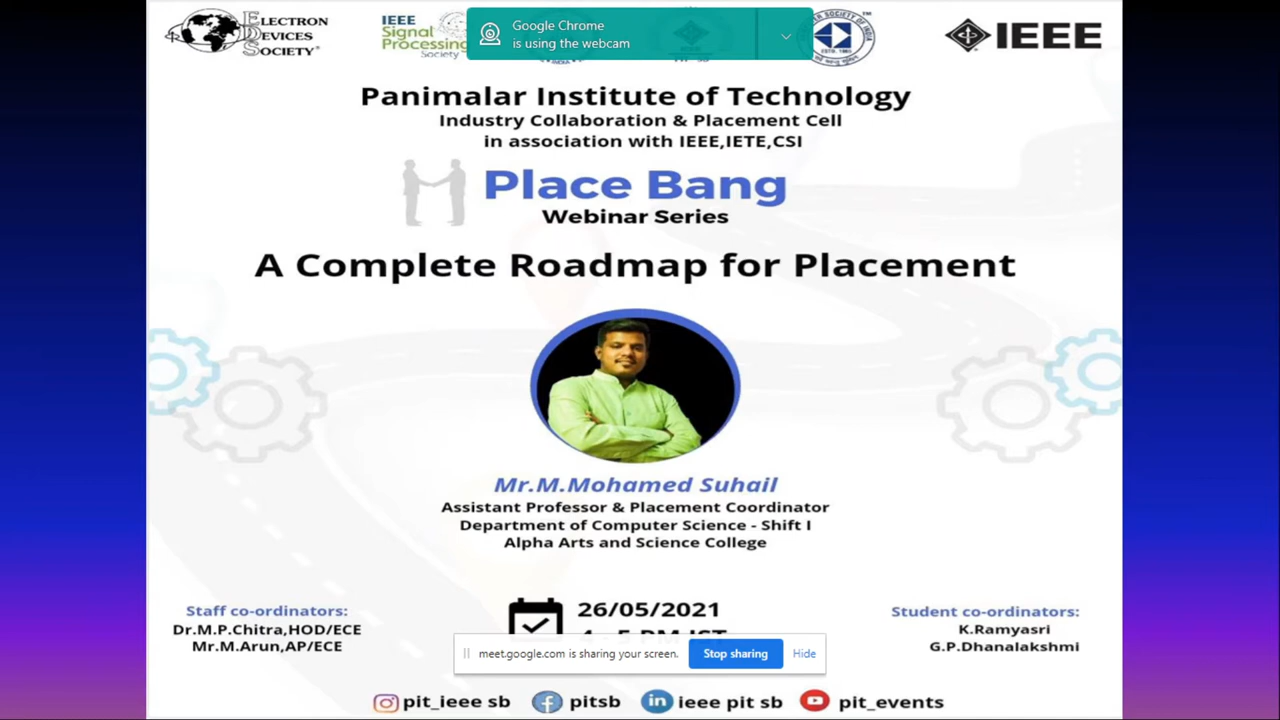 ELECTRON
DEVICES
SOCIETY
IEEE
Signal
Processing
Society
Google Chrome
is using the webcam
IEEE
Panimalar Institute of Technology
Industry Collaboration & Placement Cell
in association with IEEE,IETE,CSI
Place Bang
Webinar Series
A Complete Roadmap for Placement
Mr.M.Mohamed Suhail
Assistant Professor & Placement Coordinator
Department of Computer Science - Shift I
Alpha Arts and Science College
Staff co-ordinators:
Dr.M.P.Chitra,HOD/ECE
Mr.M.Arun,AP/ECE
26/05/2021
Student co-ordinators:
K.Ramyasri
G.P.Dhanalakshmi
meet.google.com is sharing your screen.
Stop sharing
Hide
pit_ieee sb
pitsb
ieee pit sb
pit_events